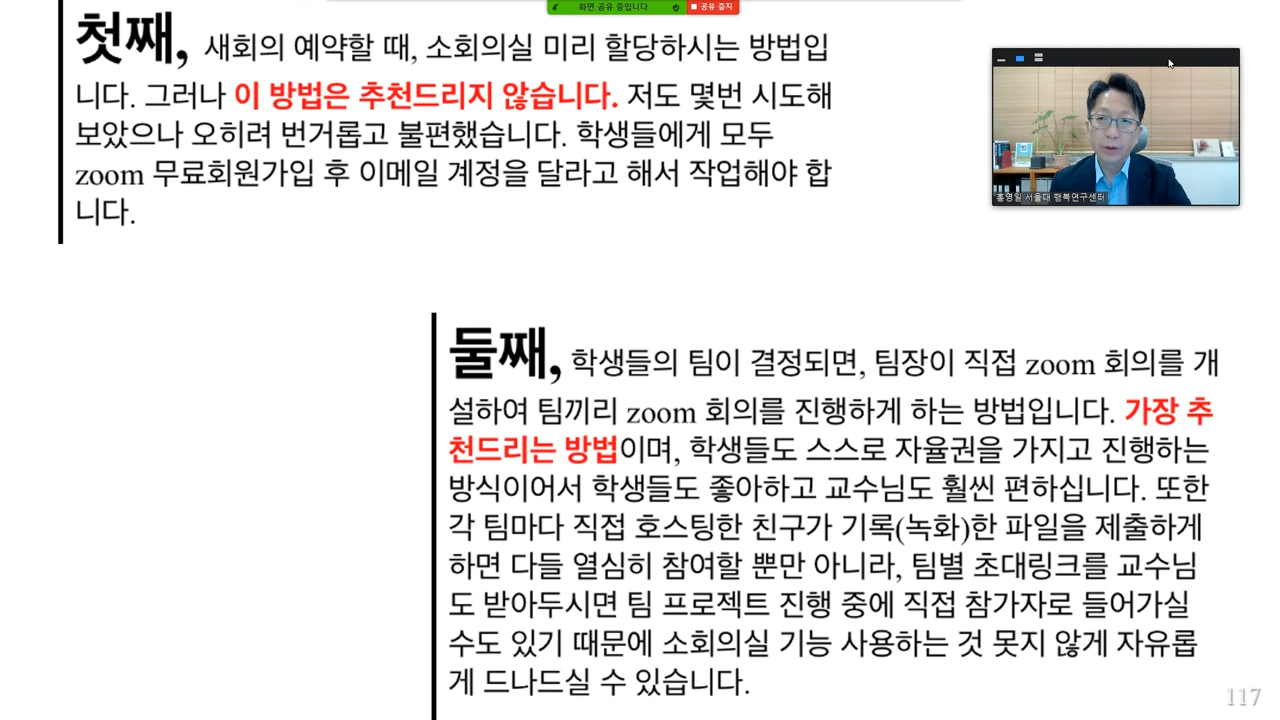 화면 공유 중입니다
공유 중지
첫째, 새회의 예약할 때, 소회의실 미리 할당하시는 방법입
니다. 그러나 이 방법은 추천드리지 않습니다. 저도 몇번 시도해
보았으나 오히려 번거롭고 불편했습니다. 학생들에게 모두
zoom 무료회원가입 후 이메일 계정을 달라고 해서 작업해야 합
니다.
홍영일 서울대 행복연구센터
둘째, 학생들의 팀이 결정되면, 팀장이 직접 zoom 회의를 개
설하여 팀끼리 zoom 회의를 진행하게 하는 방법입니다. 가장 추
천드리는 방법이며, 학생들도 스스로 자율권을 가지고 진행하는
방식이어서 학생들도 좋아하고 교수님도 훨씬 편하십니다. 또한
각 팀마다 직접 호스팅한 친구가 기록(녹화)한 파일을 제출하게
하면 다들 열심히 참여할 뿐만 아니라, 팀별 초대링크를 교수님
도 받아두시면 팀 프로젝트 진행 중에 직접 참가자로 들어가실
수도 있기 때문에 소회의실 기능 사용하는 것 못지 않게 자유롭
게 드나드실 수 있습니다.
117